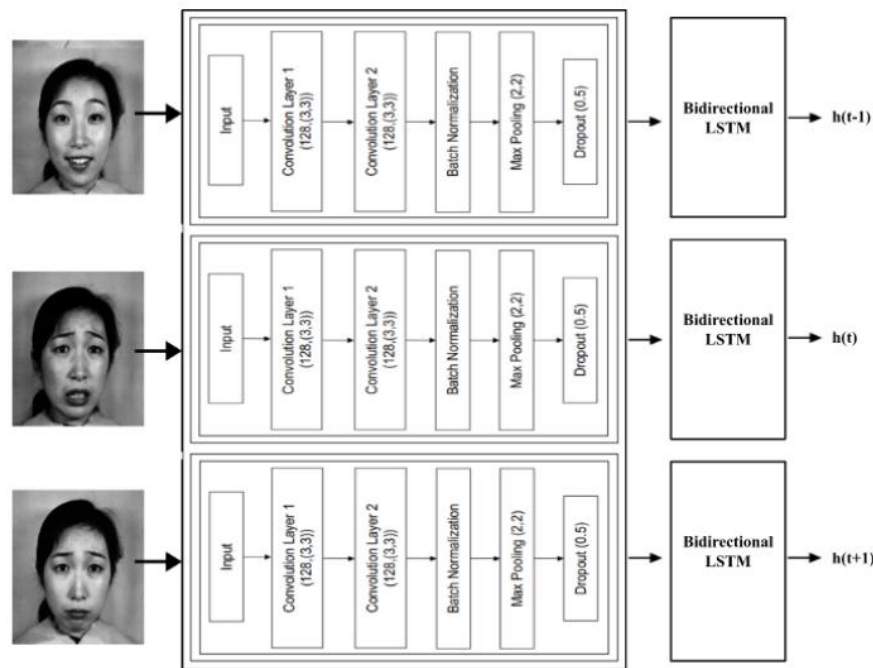 Input
Convolution Layer 1
(128,(3,3))
Convolution Layer 2
(128,(3,3))
Batch Normalization
Max Pooling (2,2)
Dropout (0.5)
Bidirectional
LSTM
h(t-1)
Input
Convolution Layer 1
(128,(3,3))
Convolution Layer 2
(128,(3,3))
Batch Normalization
Max Pooling (2,2)
Dropout (0.5)
Bidirectional
LSTM
h(t)
Input
Convolution Layer 1
(128,(3,3))
Convolution Layer 2
(128,(3,3))
Batch Normalization
Max Pooling (2,2)
Dropout (0.5)
Bidirectional
LSTM
h(t+1)